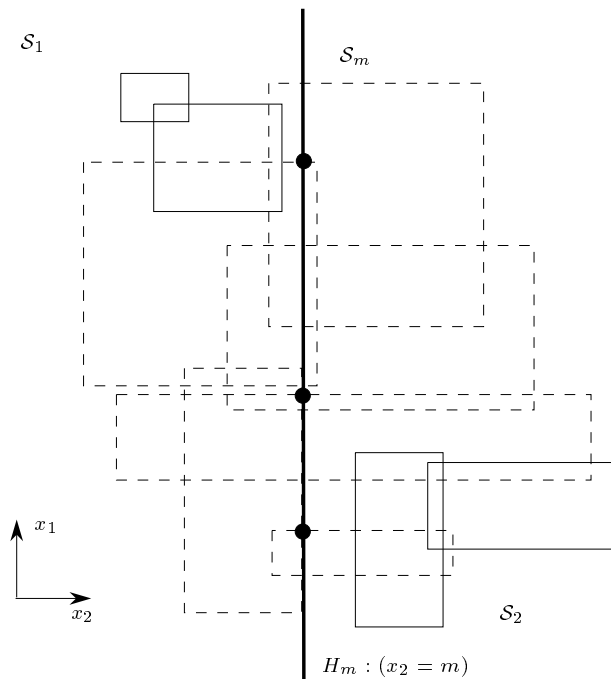 S₁
Sₘ
x₁
x₂
S₂
Hₘ : (x₂ = m)